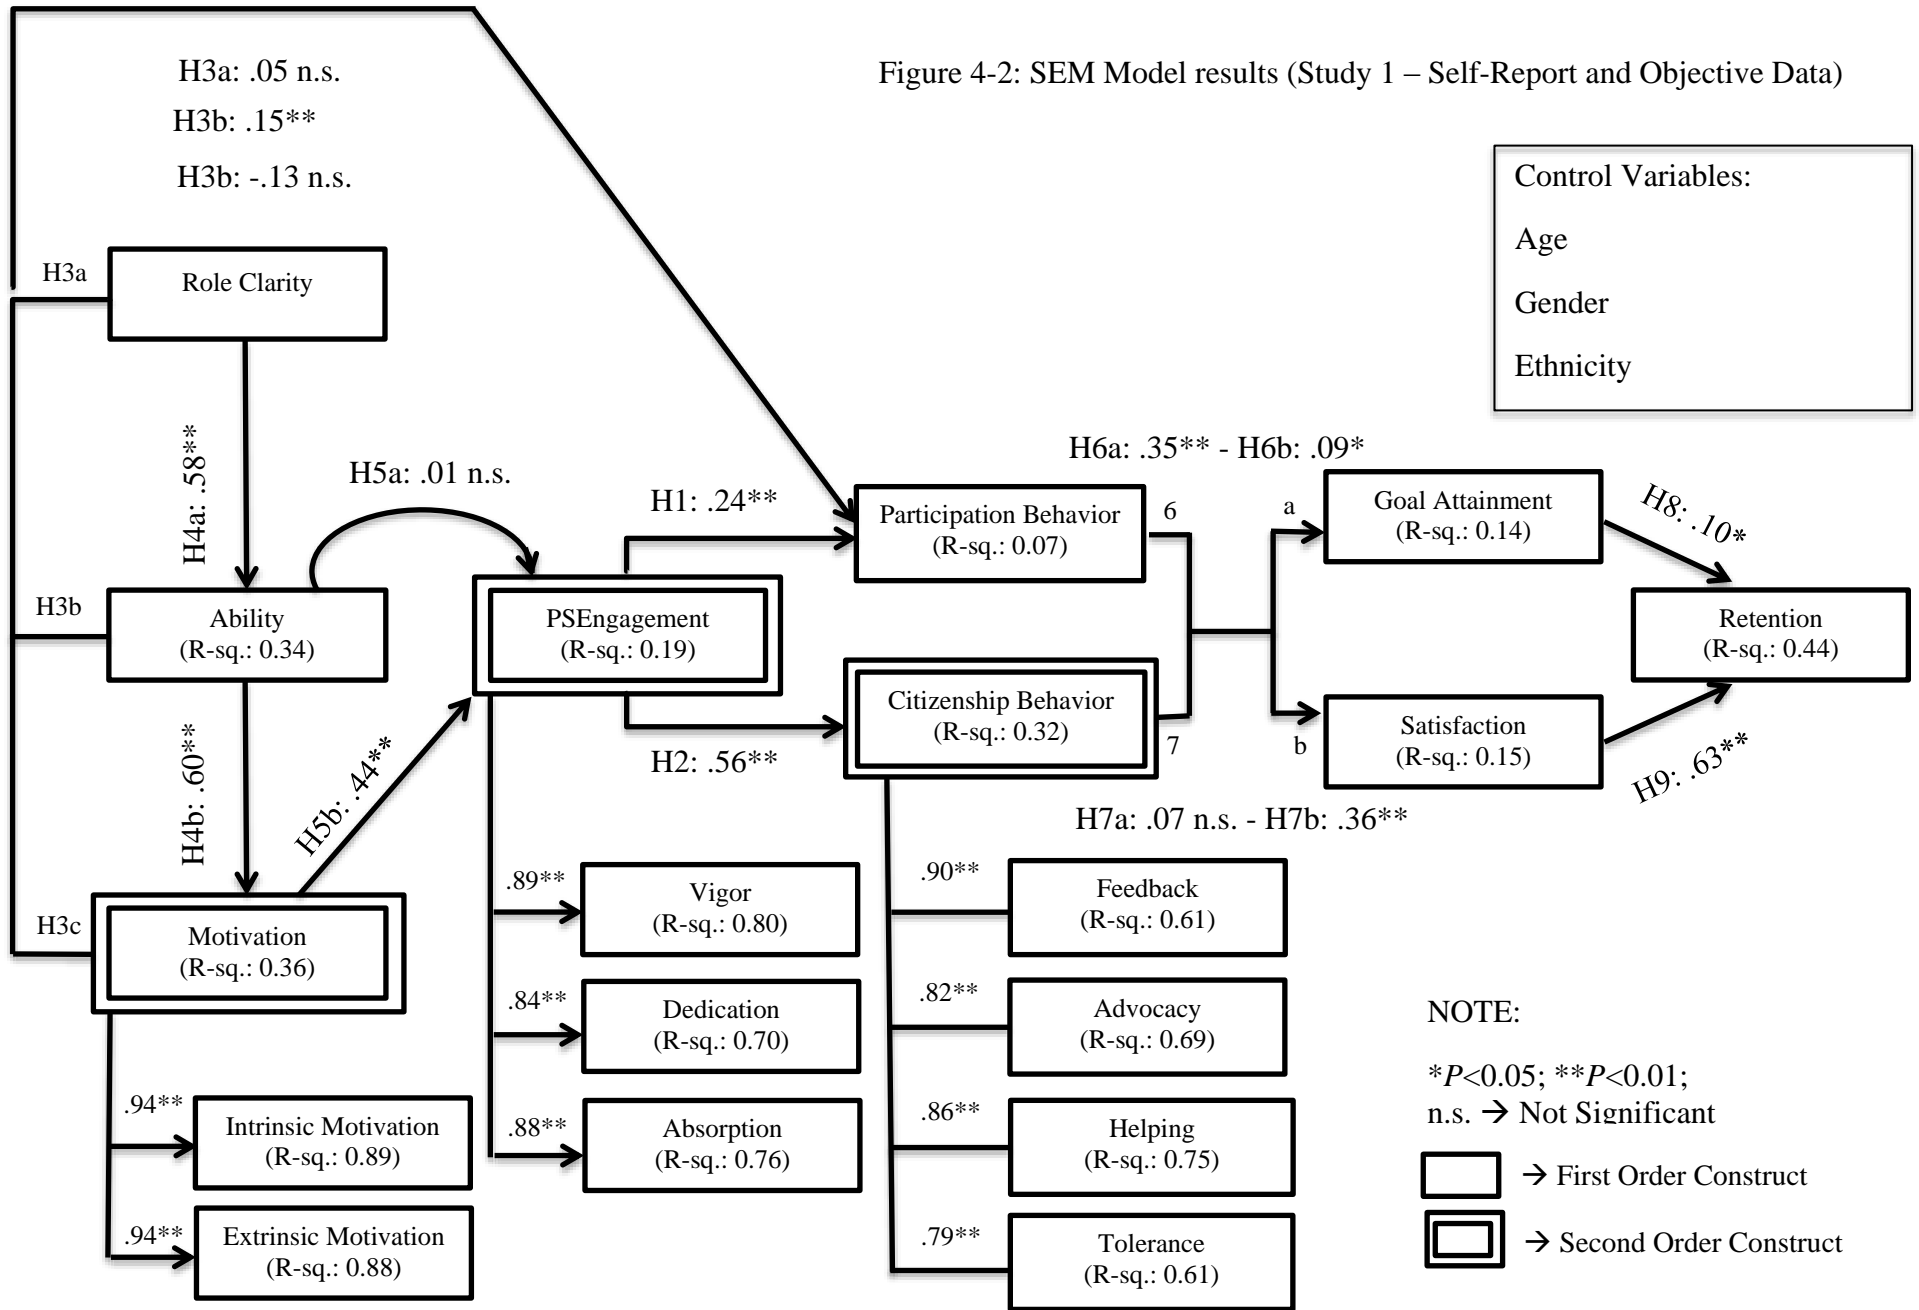 Figure 4-2: SEM Model results (Study 1 – Self-Report and Objective Data)
H3a: .05 n.s.
H3b: .15**
H3b: -.13 n.s.
Control Variables:
Age
Gender
Ethnicity
H3a
Role Clarity
H4a: .58**
H5a: .01 n.s.
H3b
Ability
(R-sq.: 0.34)
H4b: .60**
H5b: .44**
H3c
Motivation
(R-sq.: 0.36)
.94**
Intrinsic Motivation
(R-sq.: 0.89)
.94**
Extrinsic Motivation
(R-sq.: 0.88)
PSEngagement
(R-sq.: 0.19)
H1: .24**
H2: .56**
.89**
Vigor
(R-sq.: 0.80)
.84**
Dedication
(R-sq.: 0.70)
.88**
Absorption
(R-sq.: 0.76)
Participation Behavior
(R-sq.: 0.07)
6
Citizenship Behavior
(R-sq.: 0.32)
7
H6a: .35** - H6b: .09*
H7a: .07 n.s. - H7b: .36**
.90**
Feedback
(R-sq.: 0.61)
.82**
Advocacy
(R-sq.: 0.69)
.86**
Helping
(R-sq.: 0.75)
.79**
Tolerance
(R-sq.: 0.61)
a
Goal Attainment
(R-sq.: 0.14)
b
Satisfaction
(R-sq.: 0.15)
H8: .10*
H9: .63**
Retention
(R-sq.: 0.44)
NOTE:
*P<0.05; **P<0.01;
n.s. → Not Significant
→ First Order Construct
→ Second Order Construct